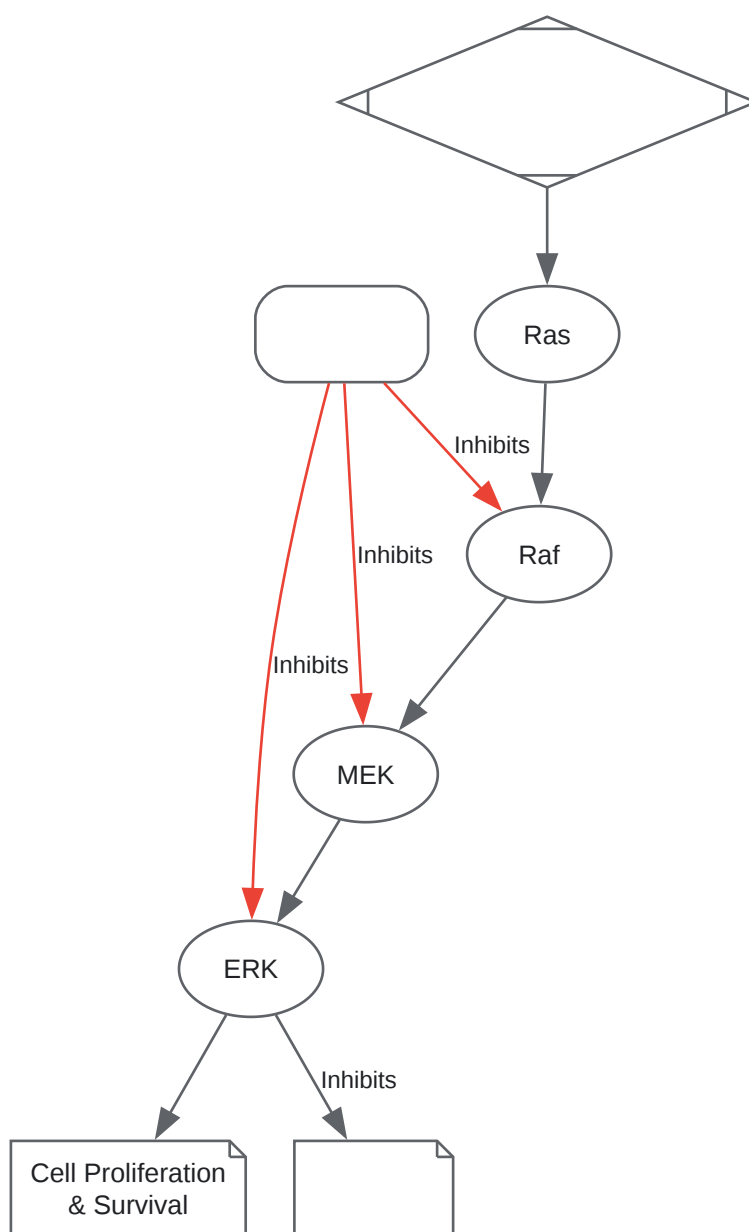 Ras
Inhibits
Raf
Inhibits
Inhibits
MEK
ERK
Inhibits
Cell Proliferation
& Survival